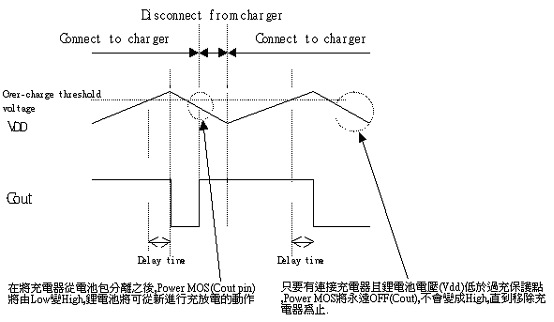 Disconnect from charger
Connect to charger
Connect to charger
Over-charge threshold
voltage
VDD
Cout
Delay time
Delay time
在將充電器從電池包分離之後,Power MOS(Cout pin)
將由Low變High,鋰電池將可從新進行充放電的動作
只要有連接充電器且鋰電池電壓(Vdd)低於過充保護點
,Power MOS將永遠OFF(Cout),不會變成High,直到移除充
電器爲止.